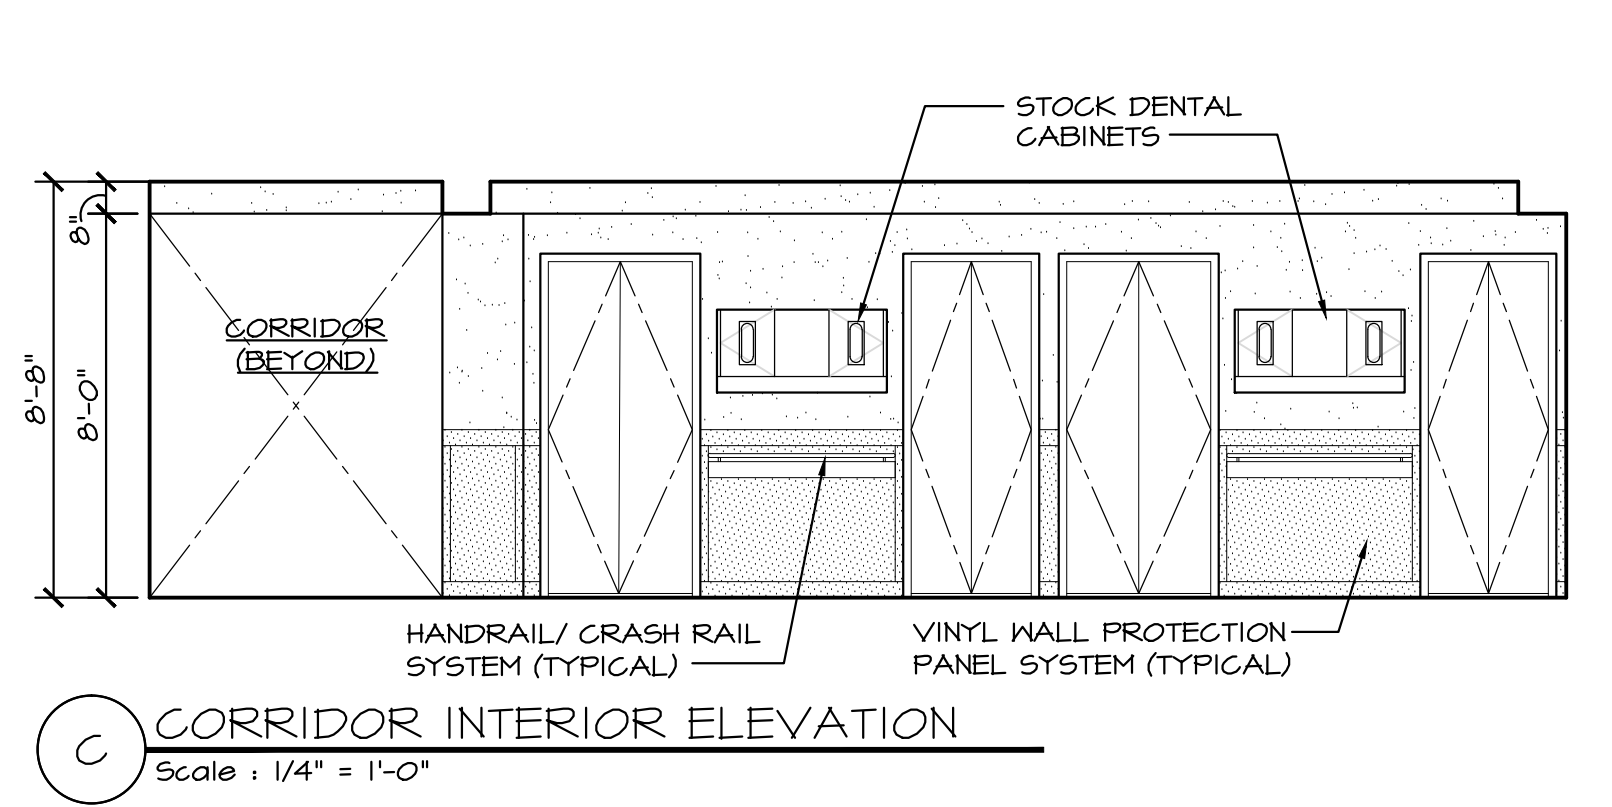 STOCK DENTAL
CABINETS
8"
8'-8"
8'-0"
CORRIDOR
(BEYOND)
HANDRAIL/ CRASH RAIL
SYSTEM (TYPICAL)
VINYL WALL PROTECTION
PANEL SYSTEM (TYPICAL)
C
CORRIDOR INTERIOR ELEVATION
Scale : 1/4" = 1'-0"